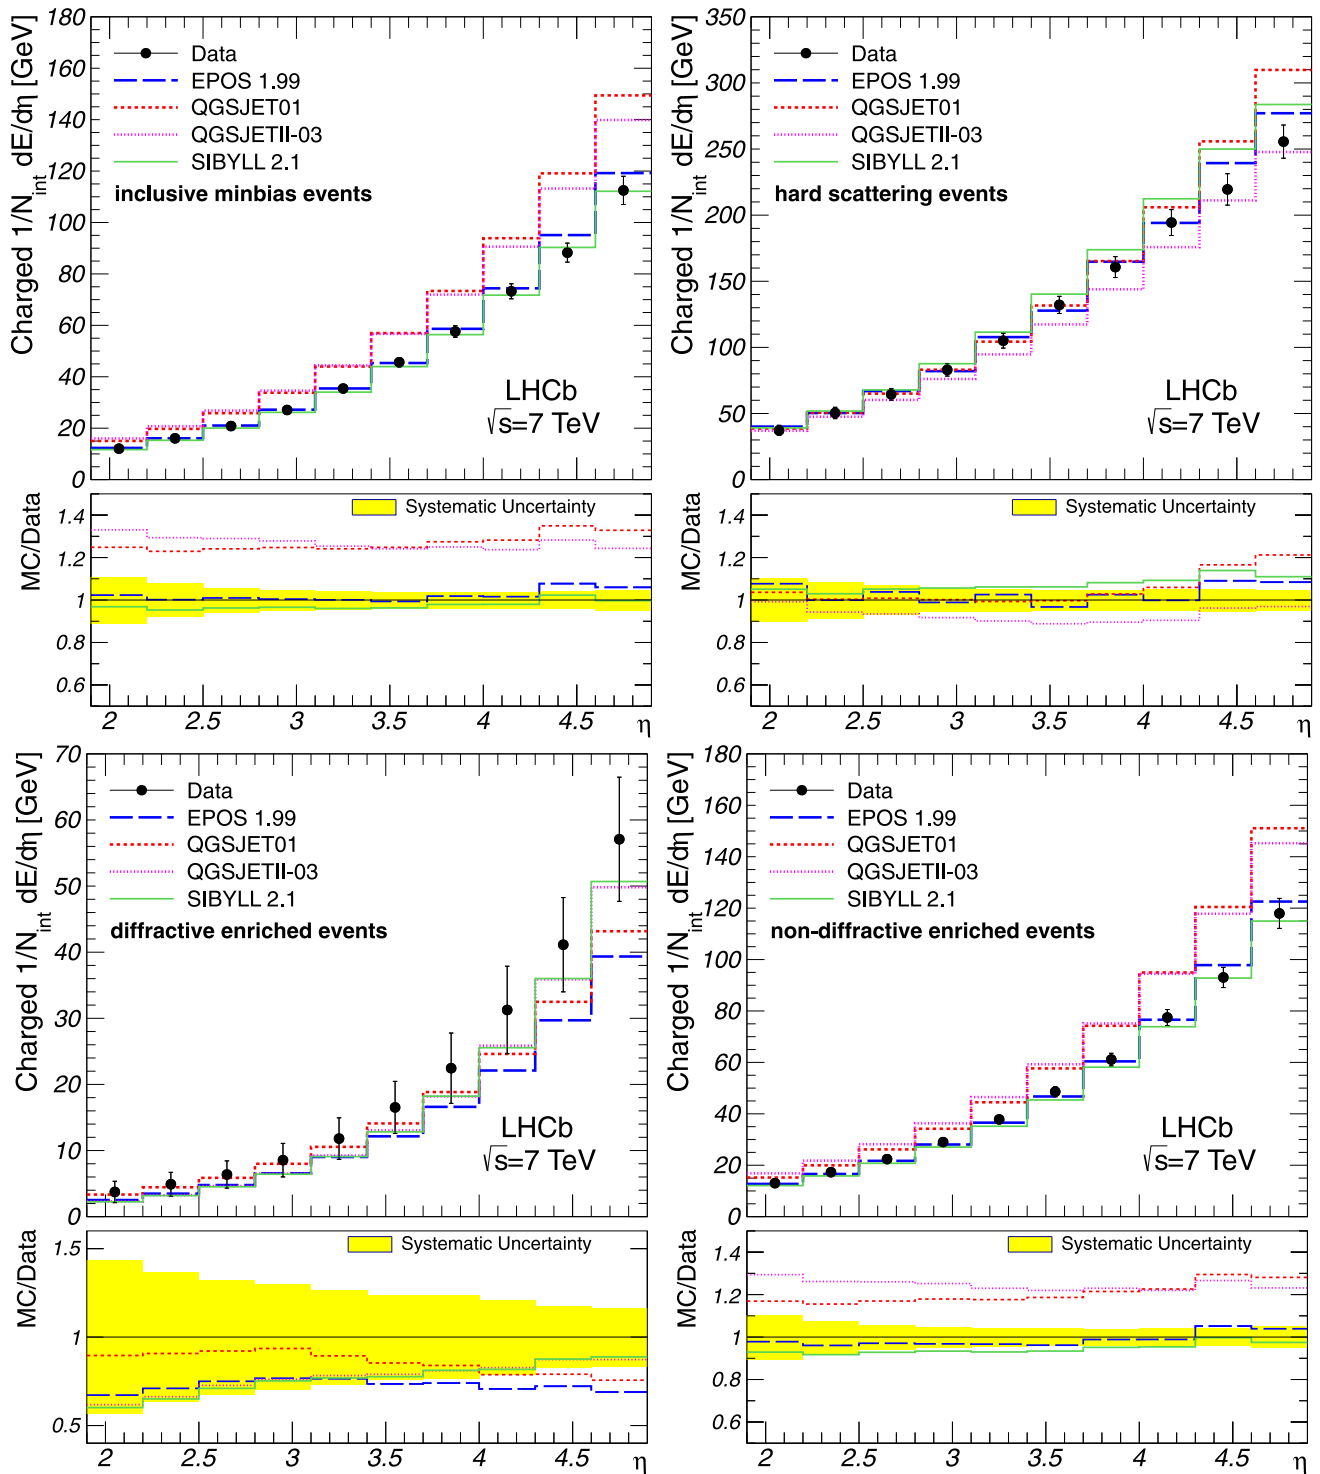 Charged 1/N_int dE/dη [GeV]
180
160
140
120
100
80
60
40
20
0
Data
EPOS 1.99
QGSJET01
QGSJETII-03
SIBYLL 2.1
inclusive minbias events
LHCb
√s=7 TeV
MC/Data
1.4
1.2
1
0.8
0.6
Systematic Uncertainty
2 2.5 3 3.5 4 4.5 η
Charged 1/N_int dE/dη [GeV]
350
300
250
200
150
100
50
0
Data
EPOS 1.99
QGSJET01
QGSJETII-03
SIBYLL 2.1
hard scattering events
LHCb
√s=7 TeV
MC/Data
1.4
1.2
1
0.8
0.6
Systematic Uncertainty
2 2.5 3 3.5 4 4.5 η
Charged 1/N_int dE/dη [GeV]
70
60
50
40
30
20
10
0
Data
EPOS 1.99
QGSJET01
QGSJETII-03
SIBYLL 2.1
diffractive enriched events
LHCb
√s=7 TeV
MC/Data
1.5
1
0.5
Systematic Uncertainty
2 2.5 3 3.5 4 4.5 η
Charged 1/N_int dE/dη [GeV]
180
160
140
120
100
80
60
40
20
0
Data
EPOS 1.99
QGSJET01
QGSJETII-03
SIBYLL 2.1
non-diffractive enriched events
LHCb
√s=7 TeV
MC/Data
1.4
1.2
1
0.8
0.6
Systematic Uncertainty
2 2.5 3 3.5 4 4.5 η